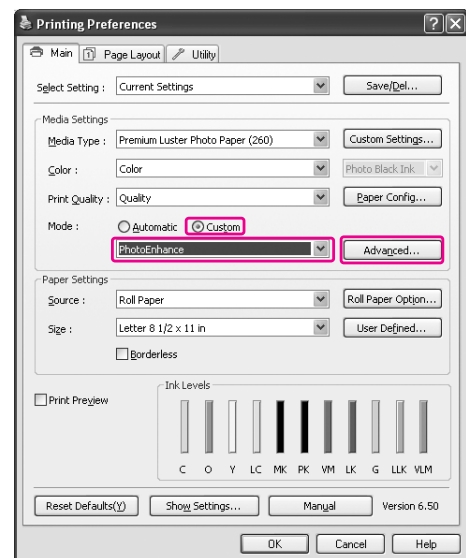 Printing Preferences
Main Page Layout Utility
Select Setting : Current Settings Save/Del...
Media Settings
Media Type : Premium Luster Photo Paper (260) Custom Settings...
Color : Color Photo Black Ink
Print Quality : Quality Paper Config...
Mode : Automatic Custom
PhotoEnhance Advanced...
Paper Settings
Source : Roll Paper Roll Paper Option...
Size : Letter 8 1/2 x 11 in User Defined...
Borderless
Ink Levels
Print Preview
C O Y LC MK PK VM LK G LLK VLM
Reset Defaults(Y) Show Settings... Manual Version 6.50
OK Cancel Help